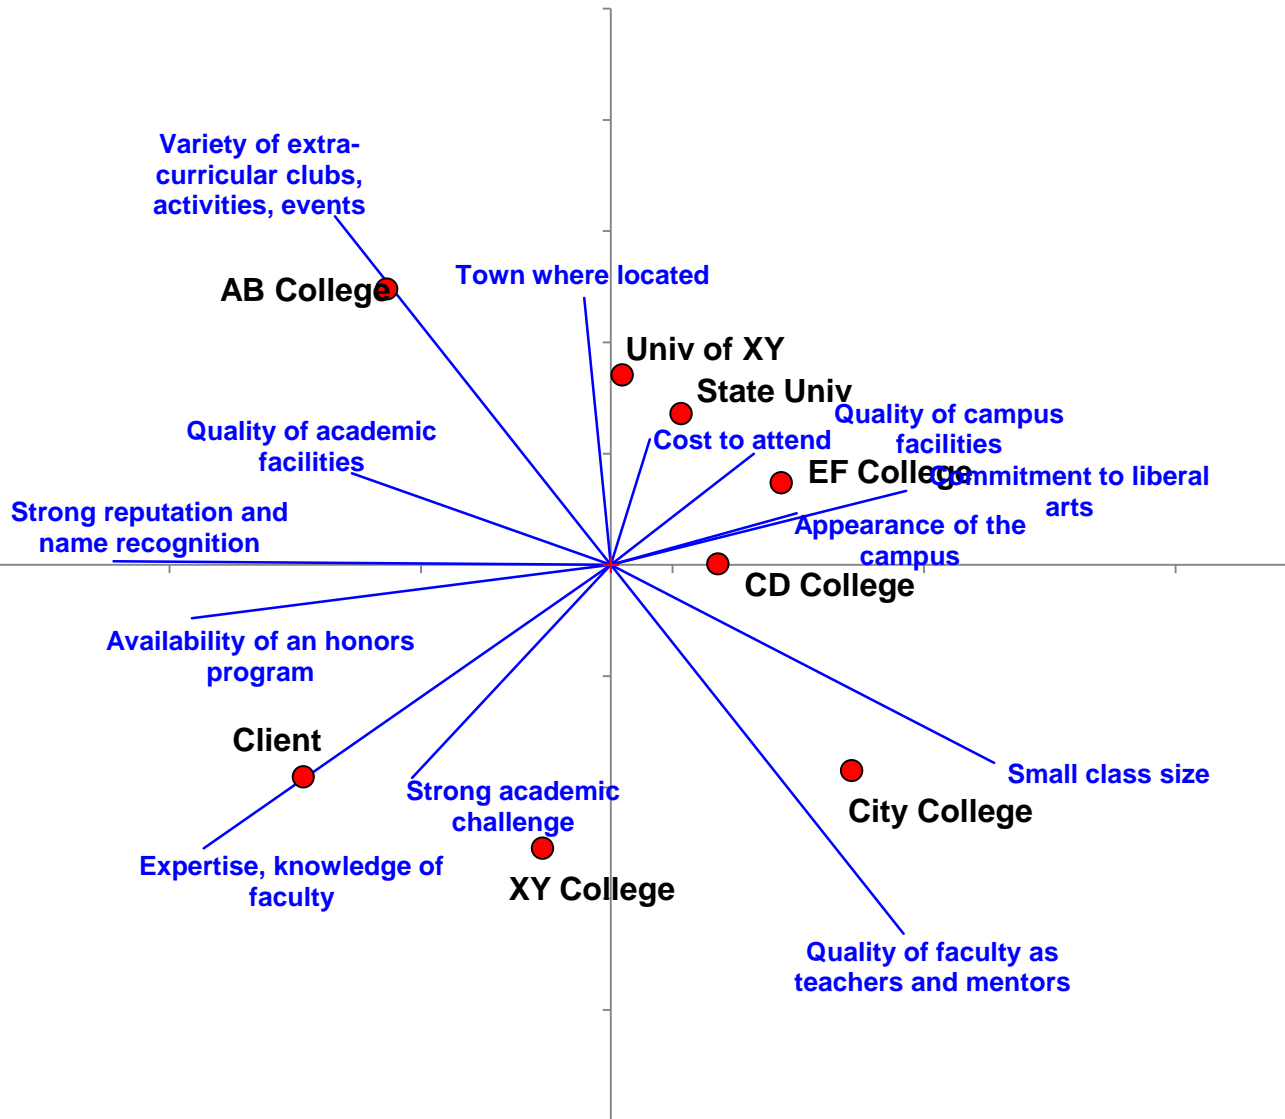 Variety of extra-
curricular clubs,
activities, events
AB College
Town where located
Univ of XY
State Univ
Quality of campus
facilities
Cost to attend
Quality of academic
facilities
EF College
Commitment to liberal
arts
Strong reputation and
name recognition
Appearance of the
campus
CD College
Availability of an honors
program
Client
Strong academic
challenge
Small class size
City College
Expertise, knowledge of
faculty
XY College
Quality of faculty as
teachers and mentors